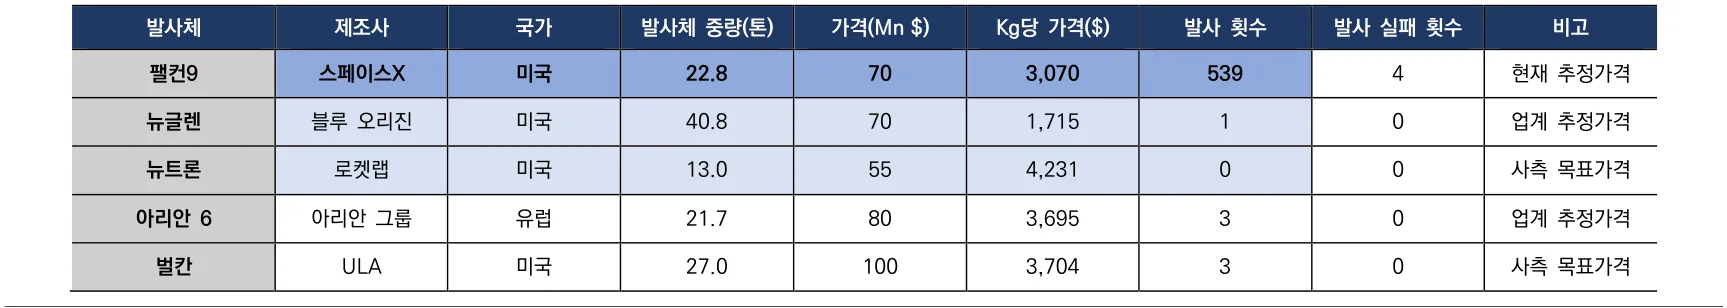 발사체 제조사 국가 발사체 중량(톤) 가격(Mn $) Kg당 가격($) 발사 횟수 발사 실패 횟수 비고
팰컨9 스페이스X 미국 22.8 70 3,070 539 4 현재 추정가격
뉴글렌 블루 오리진 미국 40.8 70 1,715 1 0 업계 추정가격
뉴트론 로켓랩 미국 13.0 55 4,231 0 0 사측 목표가격
아리안 6 아리안 그룹 유럽 21.7 80 3,695 3 0 업계 추정가격
벌칸 ULA 미국 27.0 100 3,704 3 0 사측 목표가격